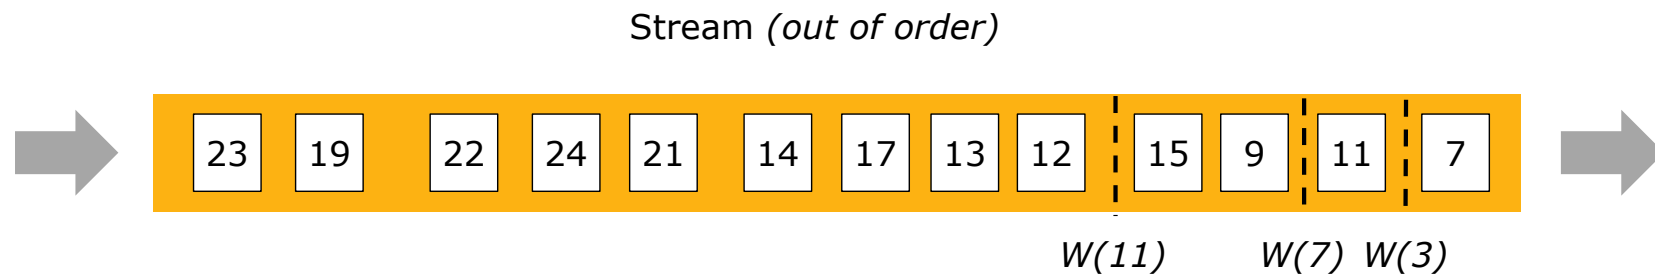 Stream (out of order)
23 19 22 24 21 14 17 13 12 15 9 11 7
W(11) W(7) W(3)